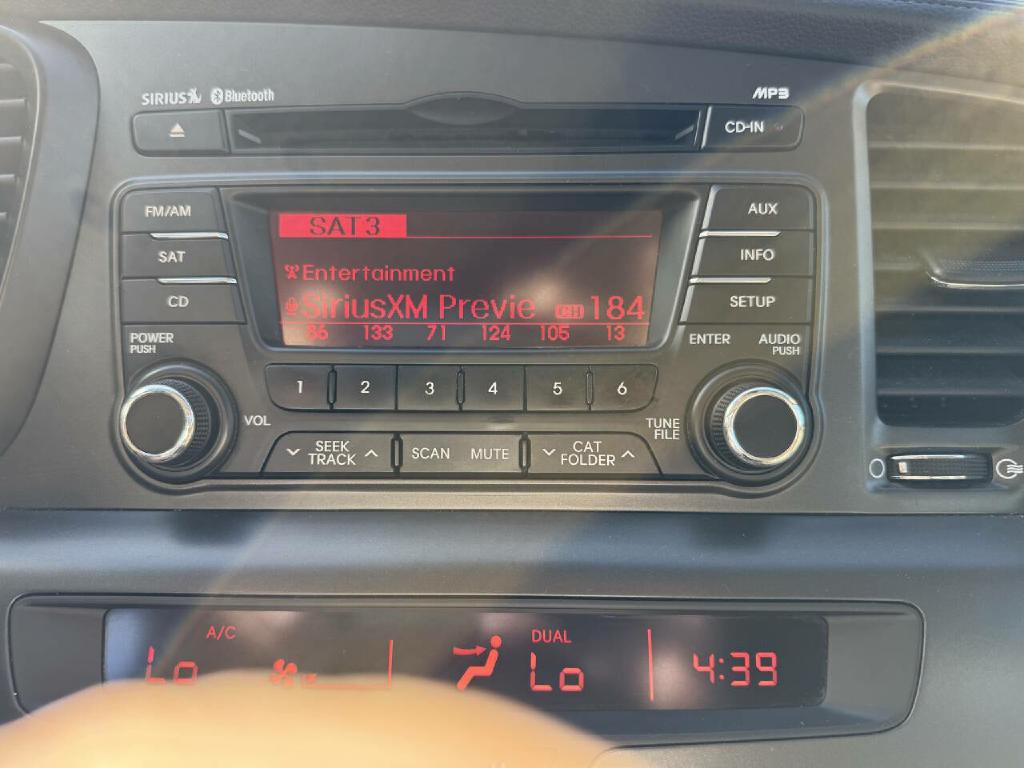 SIRIUS Bluetooth
MP3
CD-IN
FM/AM
SAT
CD
SAT3
Entertainment
SiriusXM Previe CH 184
86 133 71 124 105 13
AUX
INFO
SETUP
POWER
PUSH
ENTER
AUDIO
PUSH
1 2 3 4 5 6
VOL
SEEK
TRACK
SCAN MUTE
CAT
FOLDER
TUNE
FILE
A/C
Lo
DUAL
Lo
4:39